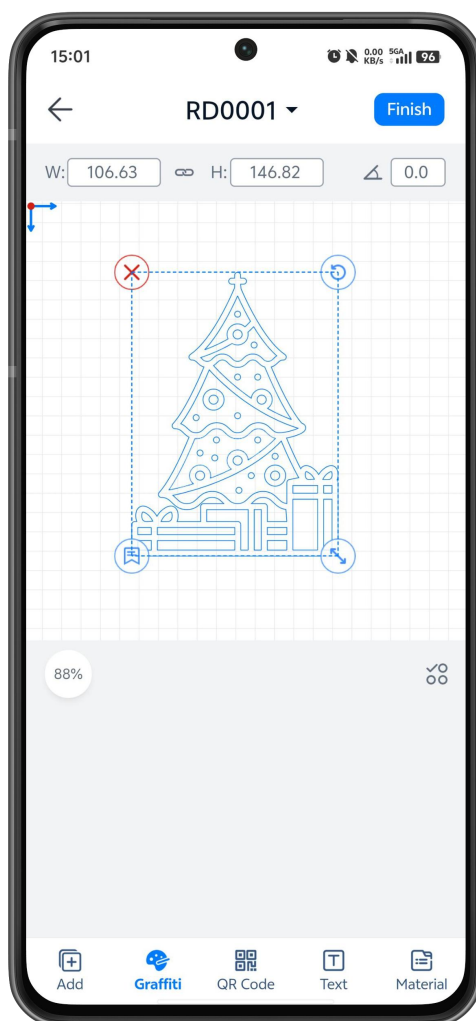 15:01
0.00 KB/s 5GA 96
RD0001
Finish
W: 106.63 H: 146.82 0.0
88%
Add Graffiti QR Code Text Material